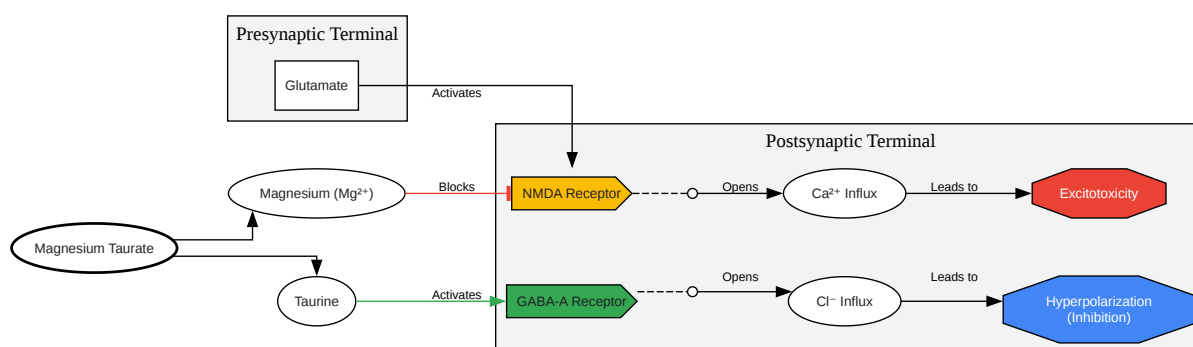 Presynaptic Terminal
Glutamate
Activates
Postsynaptic Terminal
Magnesium (Mg²⁺)
Blocks
NMDA Receptor
Opens
Ca²⁺ Influx
Leads to
Excitotoxicity
Magnesium Taurate
Taurine
Activates
GABA-A Receptor
Opens
Cl⁻ Influx
Leads to
Hyperpolarization
(Inhibition)